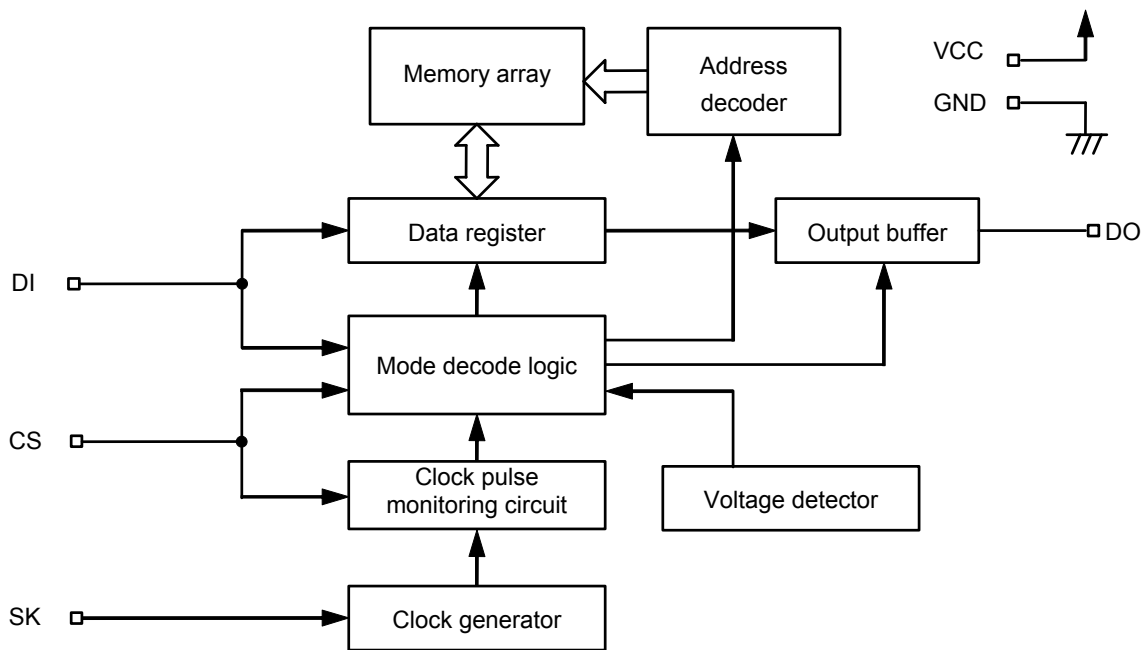 Memory array
Address
decoder
VCC
GND
Data register
Output buffer
DO
DI
Mode decode logic
CS
Clock pulse
monitoring circuit
Voltage detector
SK
Clock generator